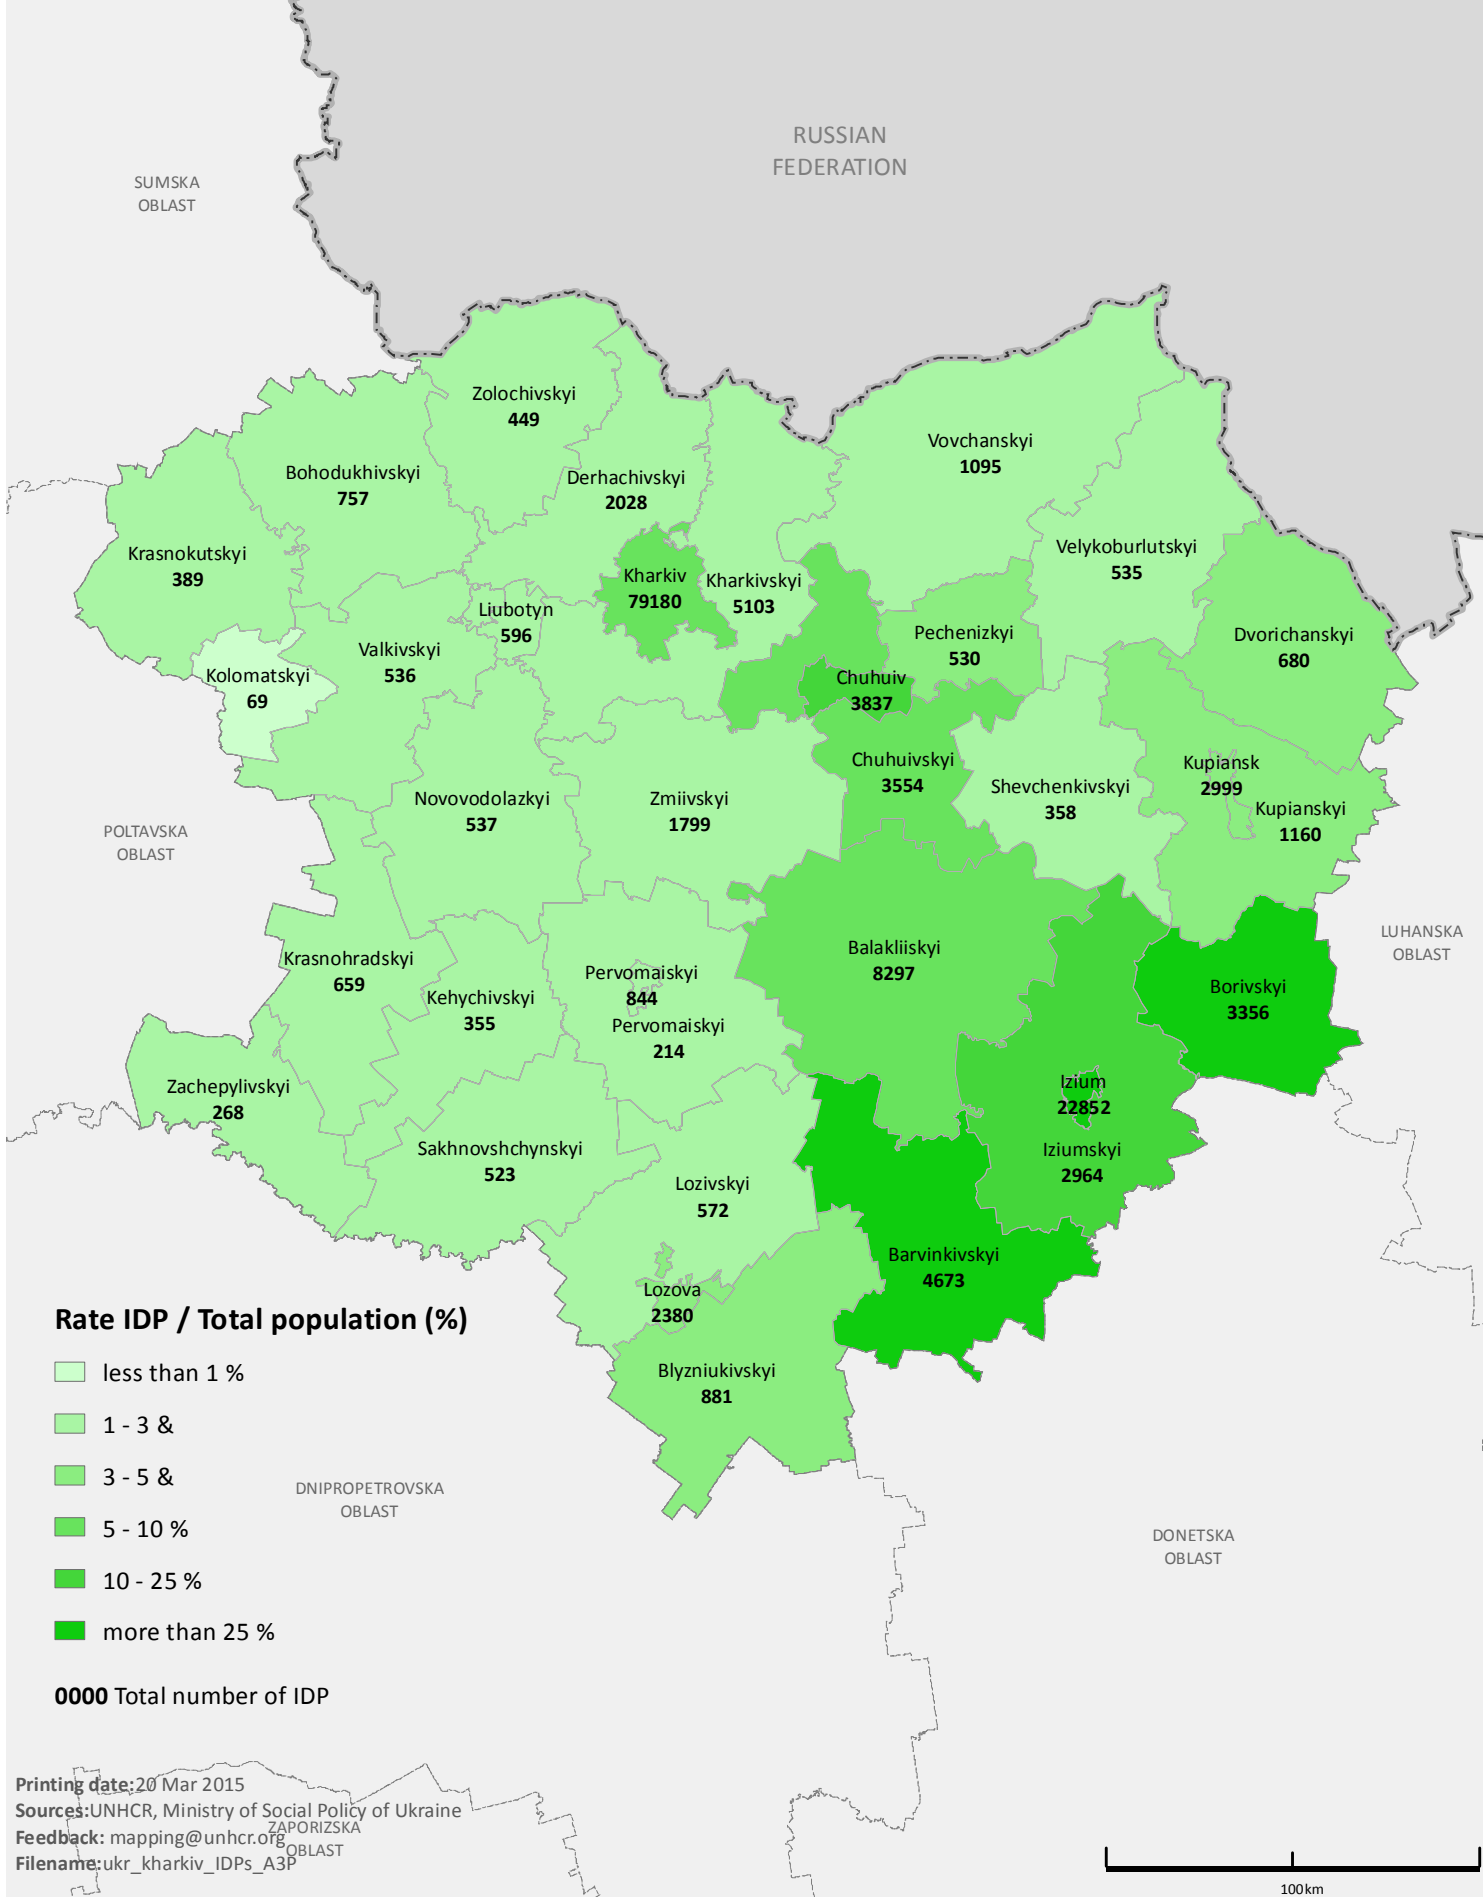 RUSSIAN
FEDERATION
SUMSKA
OBLAST
Zolochivskyi
449
Vovchanskyi
1095
Bohodukhivskyi
757
Derhachivskyi
2028
Krasnokutskyi
389
Velykoburlutskyi
535
Kharkiv
79180
Kharkivskyi
5103
Liubotyn
596
Pechenizkyi
530
Dvorichanskyi
680
Valkivskyi
536
Kolomatskyi
69
Chuhuiv
3837
Chuhuivskyi
3554
Kupiansk
2999
Shevchenkivskyi
358
Novovodolazkyi
537
Zmiivskyi
1799
Kupianskyi
1160
POLTAVSKA
OBLAST
LUHANSKA
OBLAST
Krasnohradskyi
659
Balakliiskyi
8297
Pervomaiskyi
844
Borivskyi
3356
Kehychivskyi
355
Pervomaiskyi
214
Zachepylivskyi
268
Izium
22852
Sakhnovshchynskyi
523
Iziumskyi
2964
Lozivskyi
572
Barvinkivskyi
4673
Lozova
2380
Blyzniukivskyi
881
Rate IDP / Total population (%)
less than 1 %
1 - 3 &
3 - 5 &
5 - 10 %
10 - 25 %
more than 25 %
0000 Total number of IDP
DNIPROPETROVSKA
OBLAST
DONETSKA
OBLAST
Printing date:20 Mar 2015
Sources:UNHCR, Ministry of Social Policy of Ukraine
Feedback: mapping@unhcr.org
Filename:ukr_kharkiv_IDPs_A3P
ZAPORIZSKA
OBLAST
100km